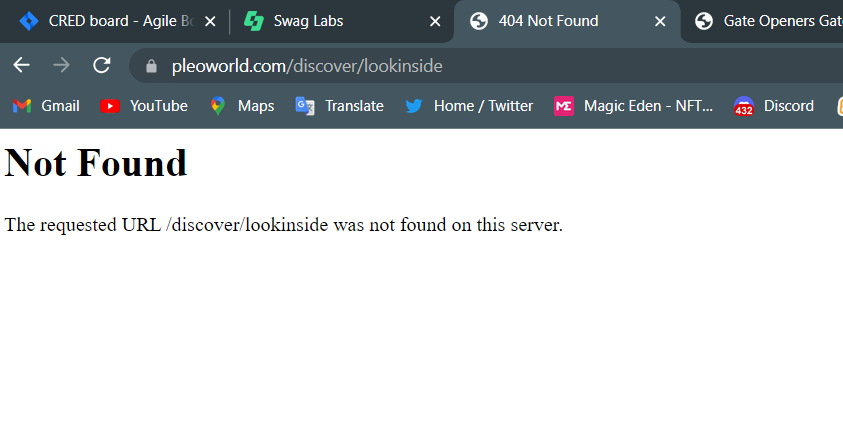 CRED board - Agile Bo
Swag Labs
404 Not Found
Gate Openers Gat
pleoworld.com/discover/lookinside
Gmail
YouTube
Maps
Translate
Home / Twitter
Magic Eden - NFT...
432
Discord
Not Found
The requested URL /discover/lookinside was not found on this server.